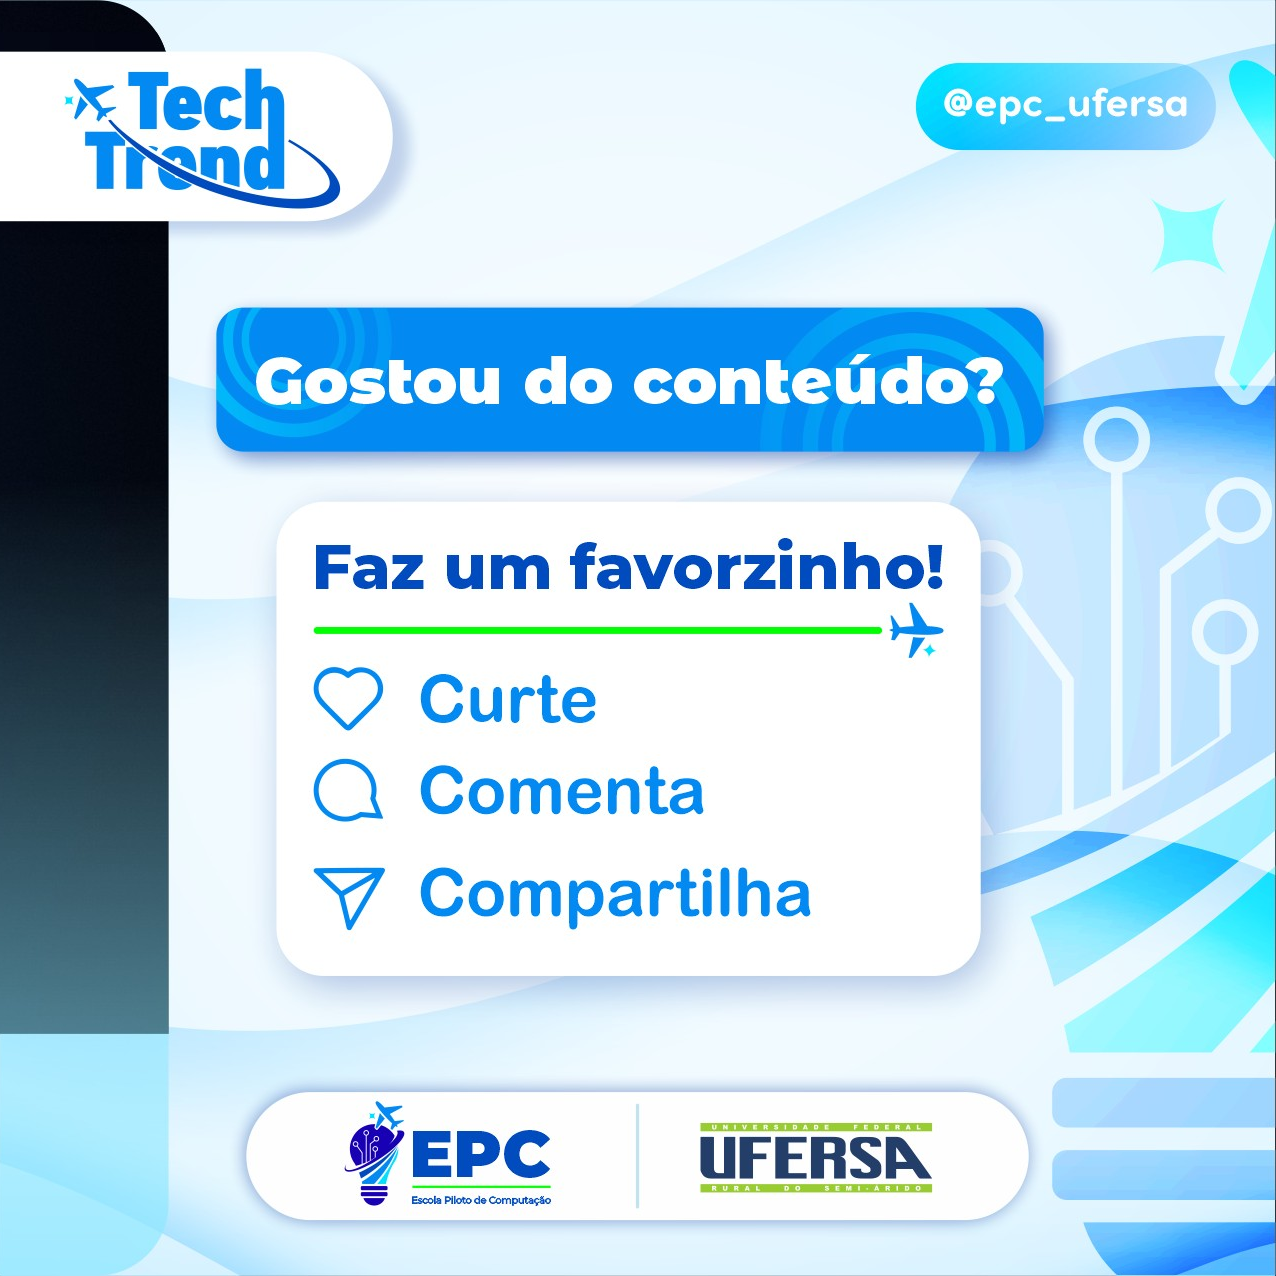 Tech
Trend
@epc_ufersa
Gostou do conteúdo?
Faz um favorzinho!
Curte
Comenta
Compartilha
EPC
Escola Piloto de Computação
UNIVERSIDADE FEDERAL
UFERSA
RURAL DO SEMI-ÁRIDO